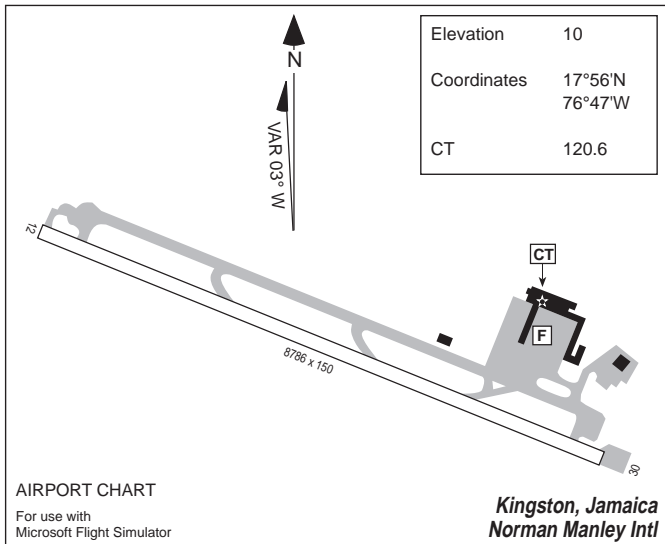 Elevation 10
N
Coordinates 17°56'N
76°47'W
VAR 03° W
CT 120.6
12
CT
F
8786 x 150
30
AIRPORT CHART
For use with
Microsoft Flight Simulator
Kingston, Jamaica
Norman Manley Intl